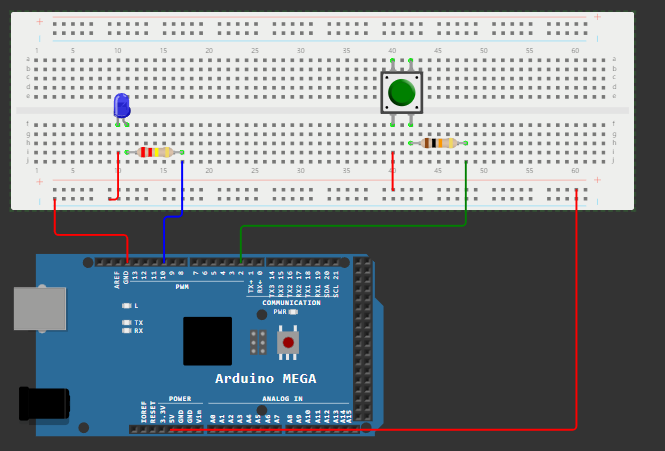 1 5 10 15 20 25 30 35 40 45 50 55 60
a a
b b
c c
d d
e e
f f
g g
h h
i i
j j
1 5 10 15 20 25 30 35 40 45 50 55 60
AREF GND 13 12 11 10 9 8 7 6 5 4 3 2 TX→ 1 RX← 0 TX3 14 RX3 15 TX2 16 RX2 17 TX1 18 RX1 19 SDA 20 SCL 21
PWM
COMMUNICATION
L
PWR
TX
RX
Arduino MEGA
POWER ANALOG IN
IOREF RESET 3.3V 5V GND GND Vin A0 A1 A2 A3 A4 A5 A6 A7 A8 A9 A10 A11 A12 A13 A14 A15